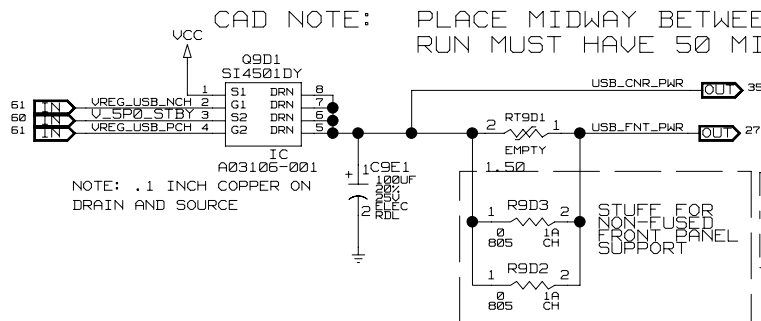 CAD NOTE: PLACE MIDWAY
RUN MUST HAVE 50
VCC
Q9D1
SI4501DY
1 S1 DRN 8
61 IN VREG_USB_NCH 2 G1 DRN 7
60 IN V_5P0_STBY 3 S2 DRN 6
61 IN VREG_USB_PCH 4 G2 DRN 5
IC
A03106-001
NOTE: .1 INCH COPPER ON
DRAIN AND SOURCE
USB_CNR_PWR OUT 35
RT9D1
2 1 USB_FNT_PWR OUT 27
EMPTY
1.50
+ 1 C9E1
100UF
20%
25V
ELEC
2 RDL
R9D3
1 2
0 1A
805 CH
R9D2
1 2
0 1A
805 CH
STUFF FOR
NON-FUSED
FRONT PANEL
SUPPORT